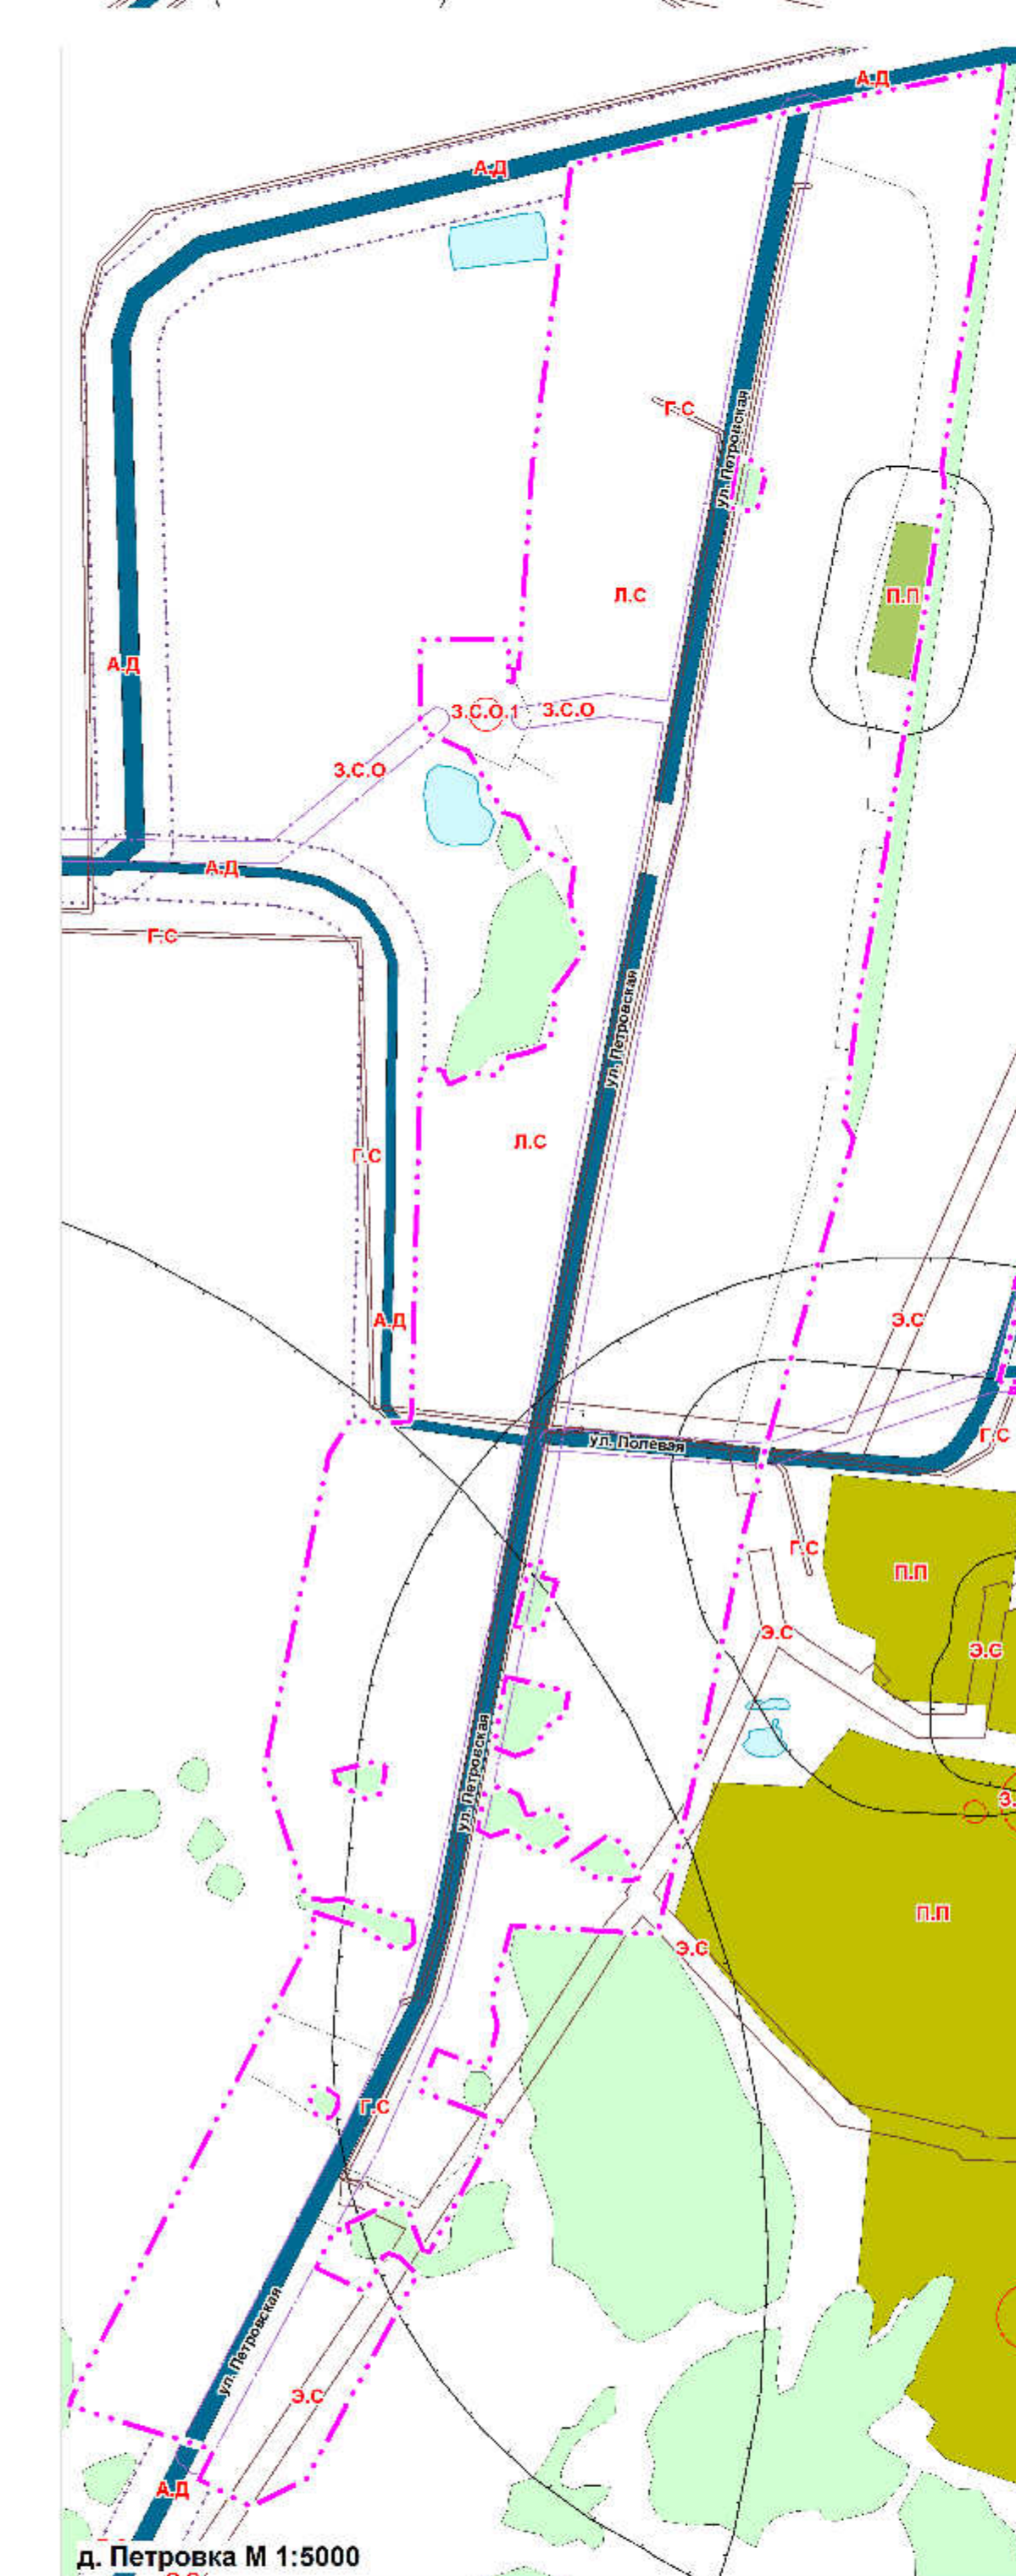 А.Д
А.Д
Г.С
ул. Петровская
Л.С
П.П
А.Д
З.С.О.1
З.С.О
З.С.О
А.Д
Г.С
ул. Петровская
Л.С
Г.С
А.Д
Э.С
Г.С
ул. Полевая
Г.С
П.П
Э.С
Э.С
ул. Петровская
З.
П.П
Э.С
Г.С
ул. Петровская
Э.С
А.Д
д. Петровка М 1:5000